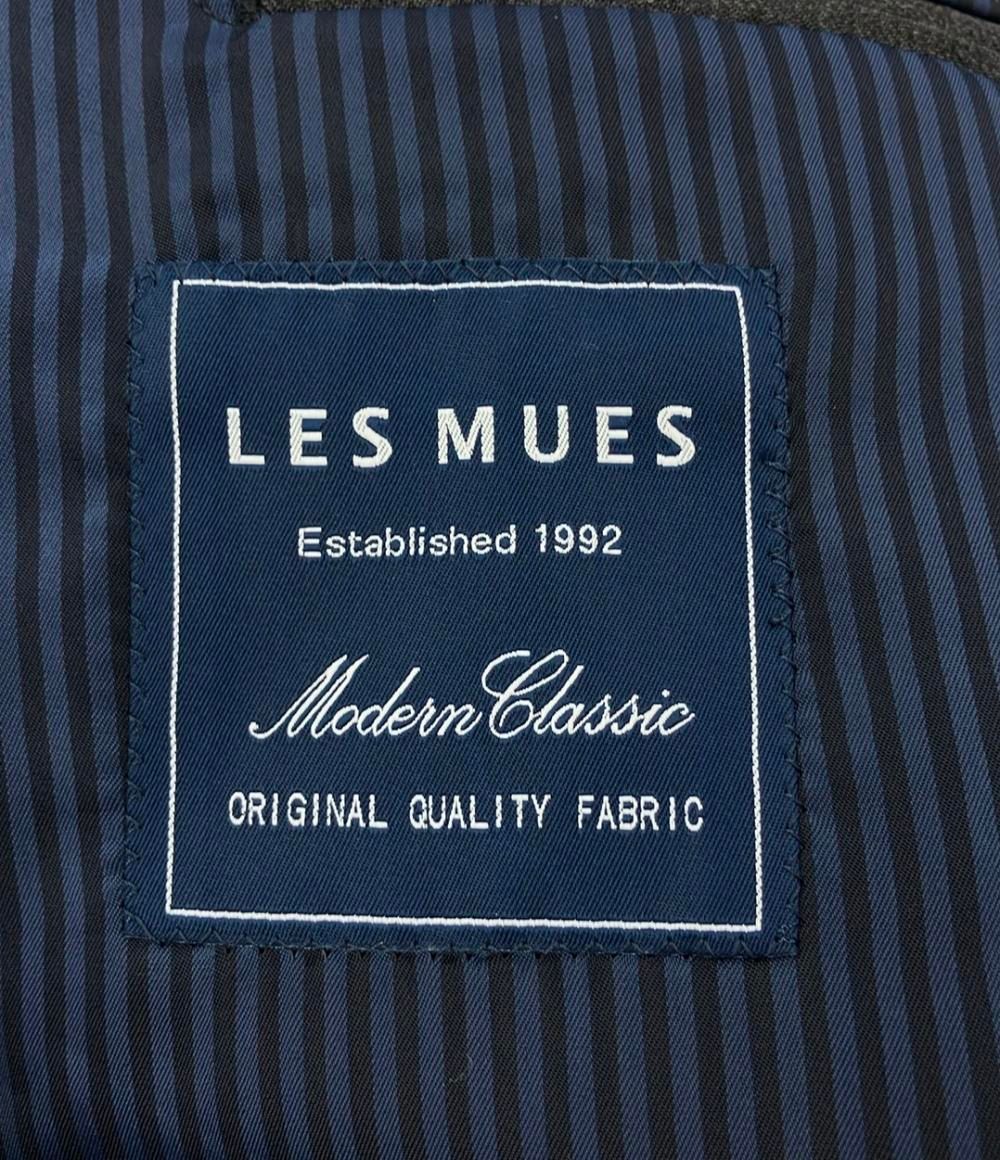 LES MUES
Established 1992
Modern Classic
ORIGINAL QUALITY FABRIC